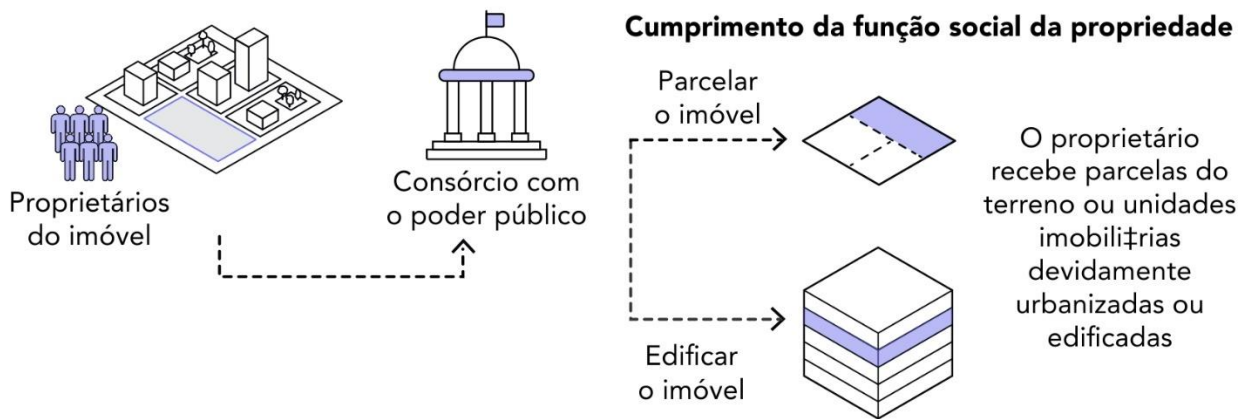 Cumprimento da função social da propriedade
Proprietários
do imóvel
Consórcio com
o poder público
Parcelar
o imóvel
Edificar
o imóvel
O proprietário
recebe parcelas do
terreno ou unidades
imobili‡rias
devidamente
urbanizadas ou
edificadas